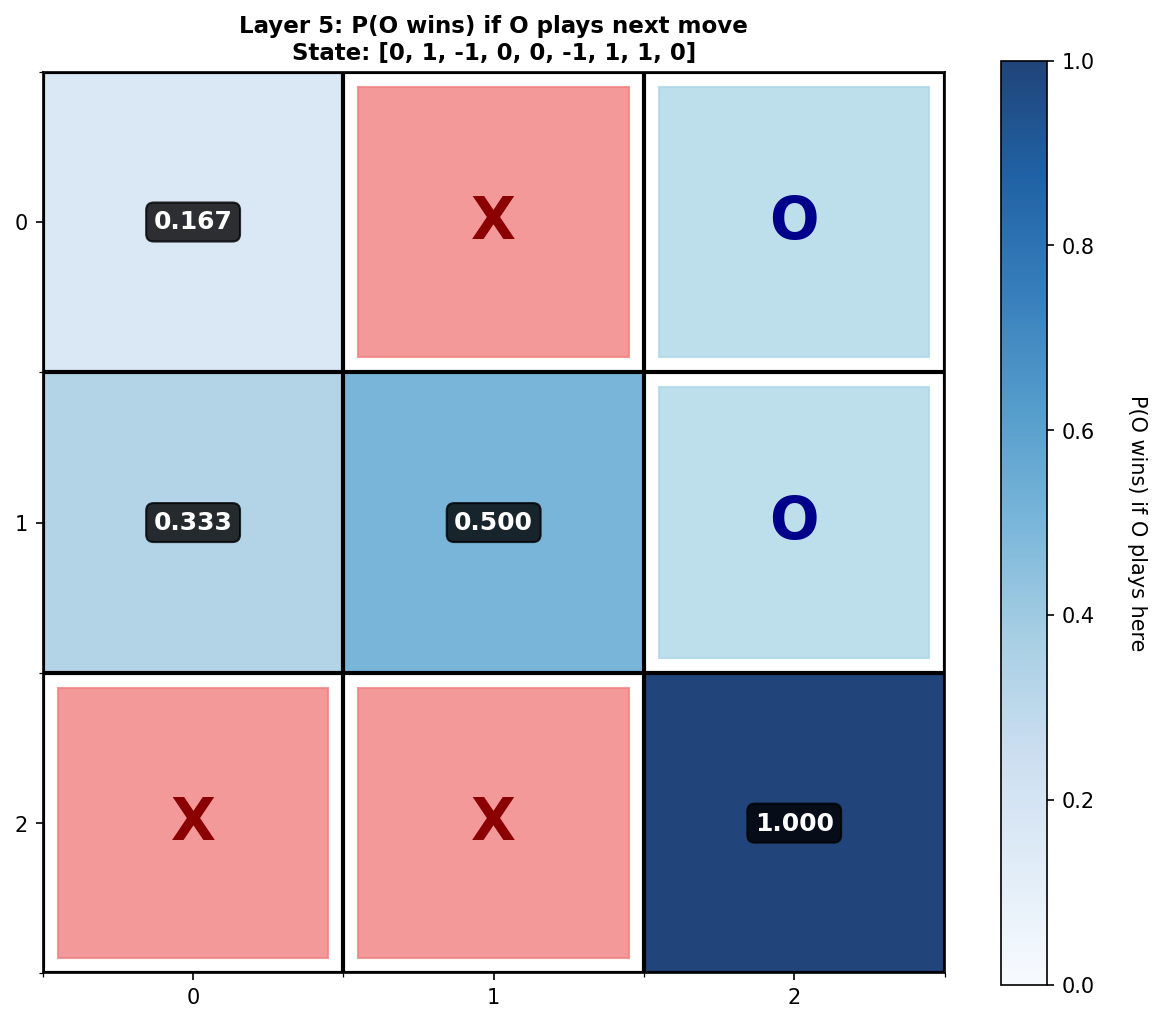 Layer 5: P(O wins) if O plays next move
State: [0, 1, -1, 0, 0, -1, 1, 1, 0]
0
0.167
X
O
1
0.333
0.500
O
2
X
X
1.000
0
1
2
1.0
0.8
0.6
0.4
0.2
0.0
P(O wins) if O plays here